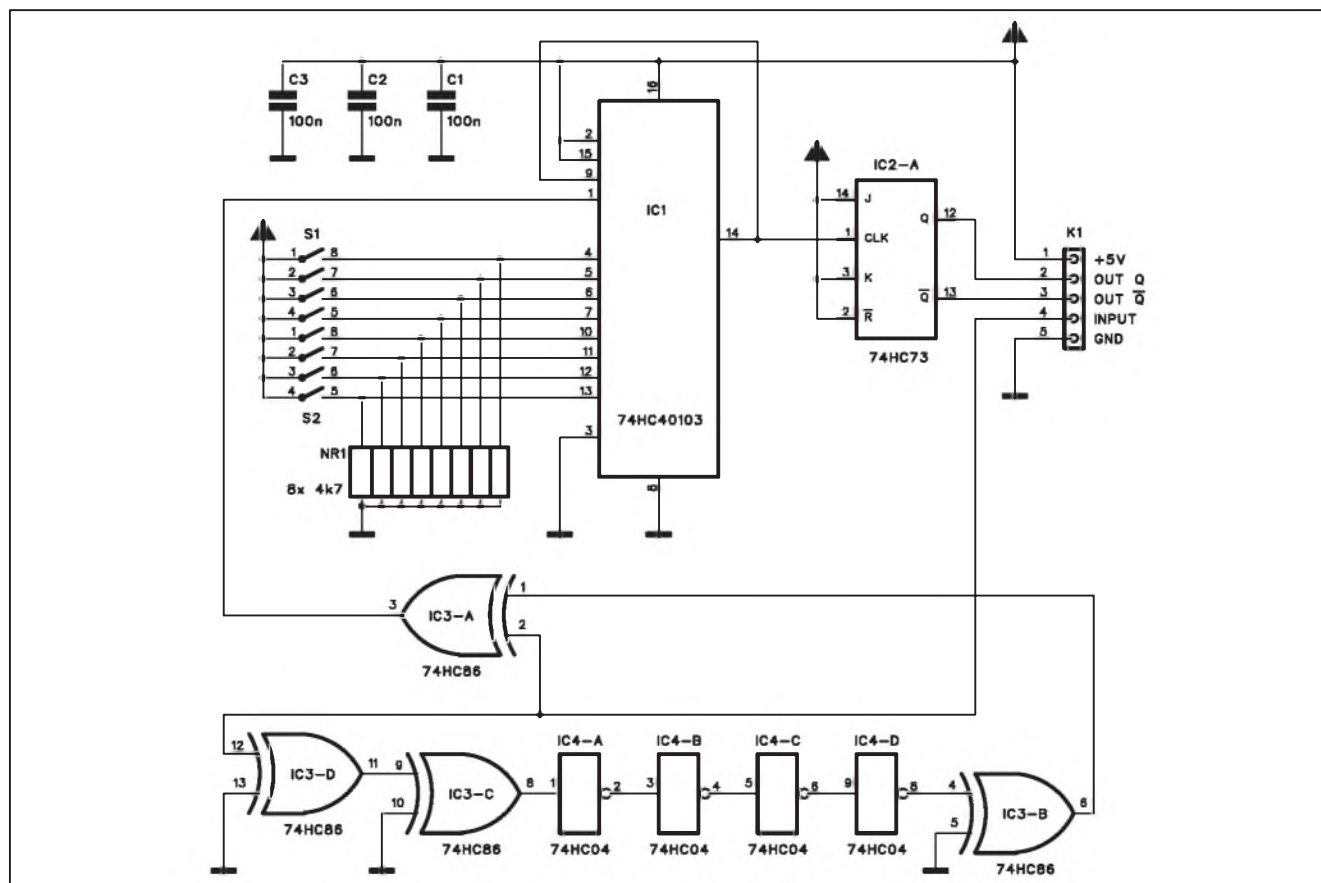 C3
C2
C1
100n
100n
100n
16
2
15
9
1
IC1
14
IC2-A
14
J
Q
12
1
CLK
3
K
Q̅
13
2
R̅
74HC73
K1
1
+5V
2
OUT Q
3
OUT Q̅
4
INPUT
5
GND
S1
1
8
4
2
7
5
3
6
6
4
5
7
1
8
10
2
7
11
3
6
12
4
5
13
S2
74HC40103
3
8
NR1
8x 4k7
3
IC3-A
1
2
74HC86
12
13
IC3-D
11
74HC86
9
10
IC3-C
8
74HC86
IC4-A
1
2
74HC04
IC4-B
3
4
74HC04
IC4-C
5
6
74HC04
IC4-D
9
8
74HC04
4
5
IC3-B
6
74HC86